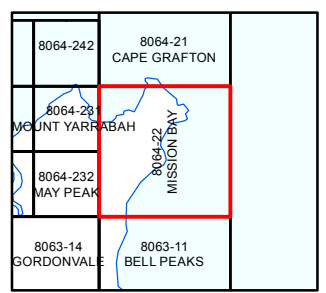 8064-242
8064-21
CAPE GRAFTON
8064-231
MOUNT YARRABAH
8064-22
MISSION BAY
8064-232
MAY PEAK
8063-14
GORDONVALE
8063-11
BELL PEAKS